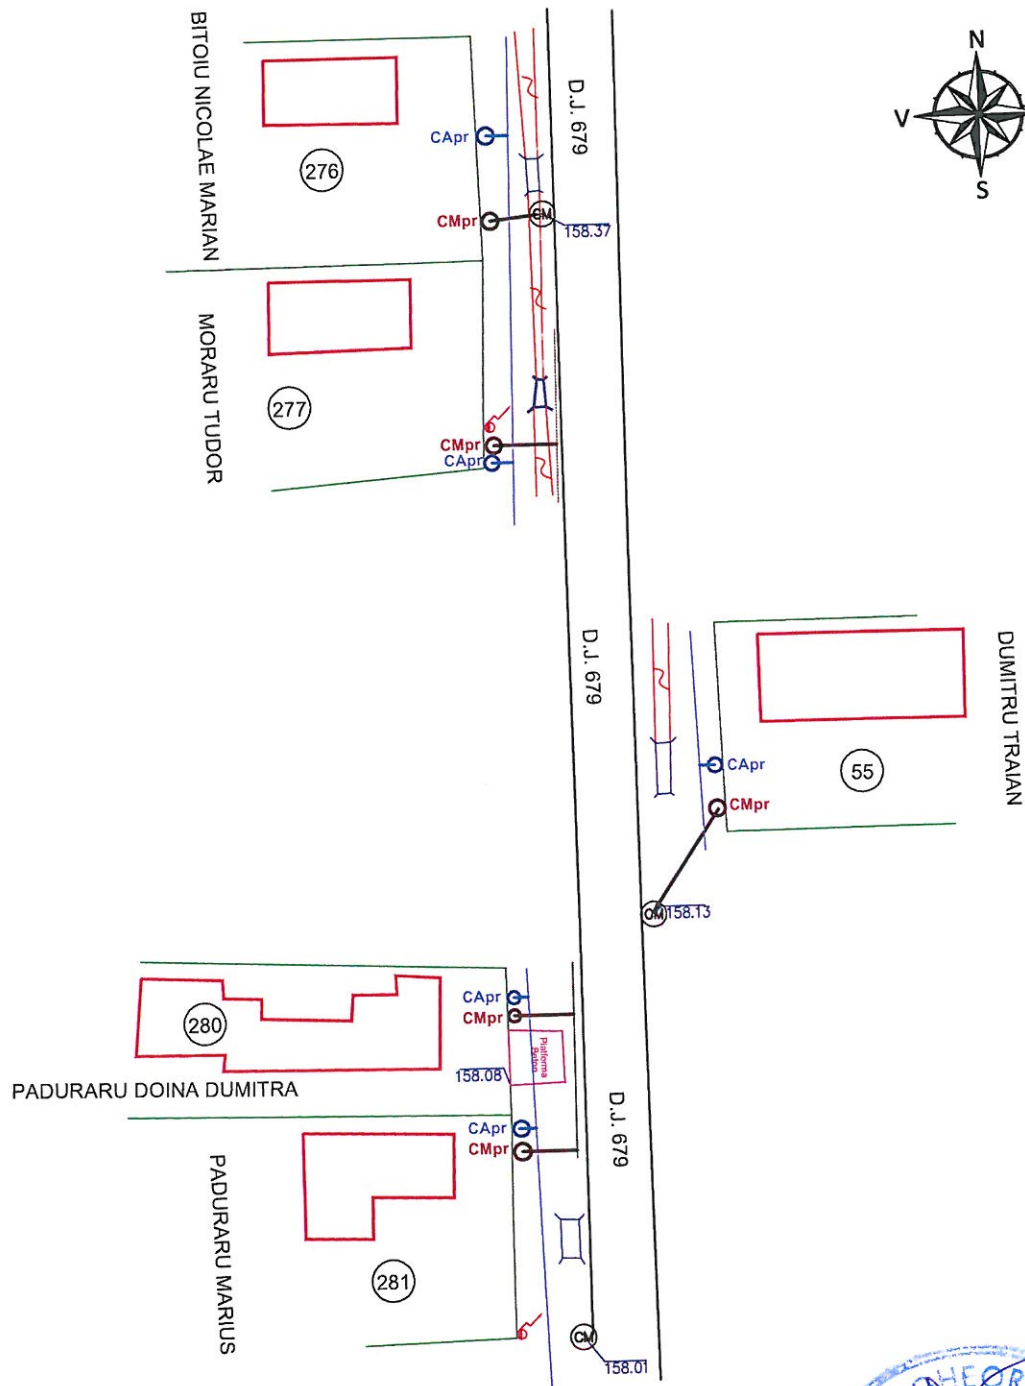 BITOIU NICOLAE MARIAN
276
CApr
CMpr
CM
158.37
D.J. 679
N
V
S
MORARU TUDOR
277
CMpr
CApr
D.J. 679
DUMITRU TRAIAN
55
CApr
CMpr
CM
158.13
280
CApr
CMpr
Platforma
Beton
158.08
PADURARU DOINA DUMITRA
D.J. 679
CApr
CMpr
PADURARU MARIUS
281
CM
158.01